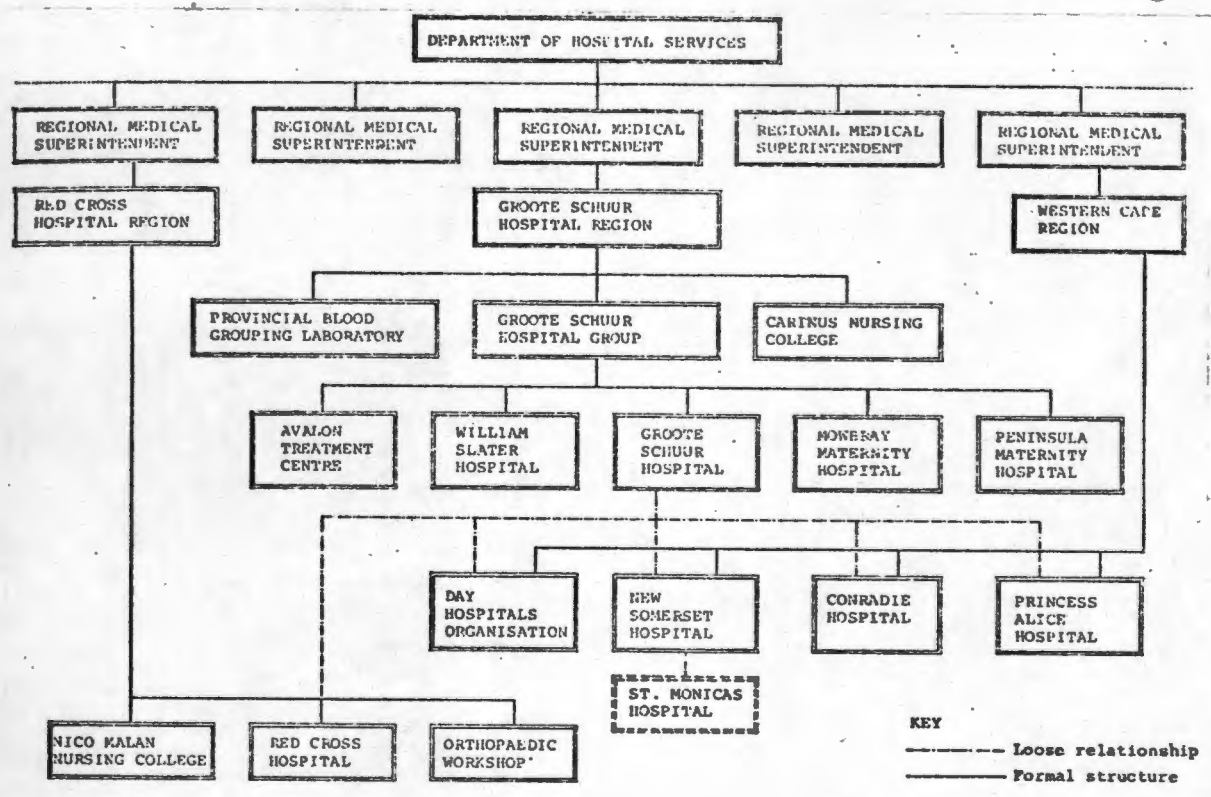 DEPARTMENT OF HOSPITAL SERVICES
REGIONAL MEDICAL
SUPERINTENDENT
REGIONAL MEDICAL
SUPERINTENDENT
REGIONAL MEDICAL
SUPERINTENDENT
REGIONAL MEDICAL
SUPERINTENDENT
REGIONAL MEDICAL
SUPERINTENDENT
RED CROSS
HOSPITAL REGION
GROOTE SCHUUR
HOSPITAL REGION
WESTERN CAPE
REGION
PROVINCIAL BLOOD
GROUPING LABORATORY
GROOTE SCHUUR
HOSPITAL GROUP
CARINUS NURSING
COLLEGE
AVALON
TREATMENT
CENTRE
WILLIAM
SLATER
HOSPITAL
GROOTE
SCHUUR
HOSPITAL
MOWBRAY
MATERNITY
HOSPITAL
PENINSULA
MATERNITY
HOSPITAL
DAY
HOSPITALS
ORGANISATION
NEW
SOMERSET
HOSPITAL
CONRADIE
HOSPITAL
PRINCESS
ALICE
HOSPITAL
ST. MONICAS
HOSPITAL
NICO MALAN
NURSING COLLEGE
RED CROSS
HOSPITAL
ORTHOPAEDIC
WORKSHOP
KEY
Loose relationship
Formal structure